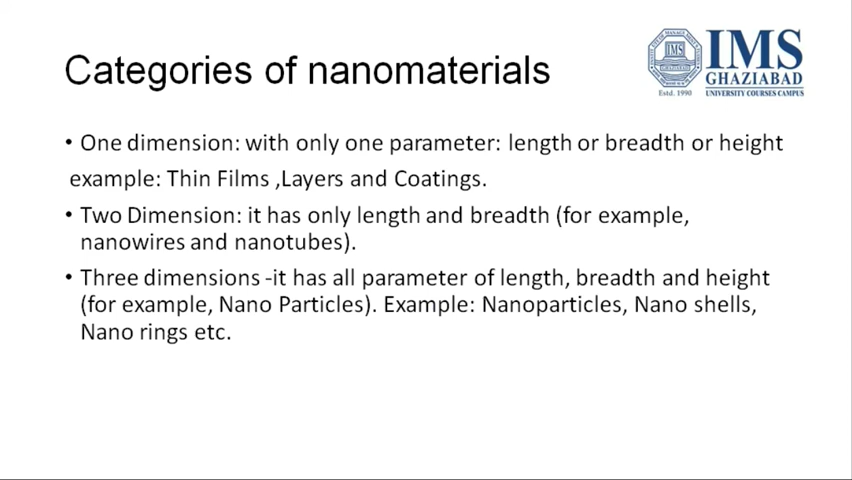 Categories of nanomaterials
IMS
GHAZIABAD
UNIVERSITY COURSES CAMPUS
Estd. 1990
• One dimension: with only one parameter: length or breadth or height
example: Thin Films ,Layers and Coatings.
• Two Dimension: it has only length and breadth (for example,
nanowires and nanotubes).
• Three dimensions -it has all parameter of length, breadth and height
(for example, Nano Particles). Example: Nanoparticles, Nano shells,
Nano rings etc.